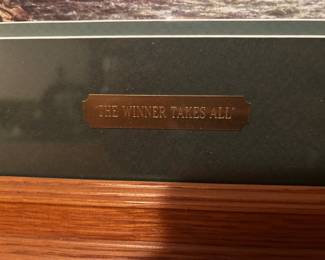 "THE WINNER TAKES ALL"